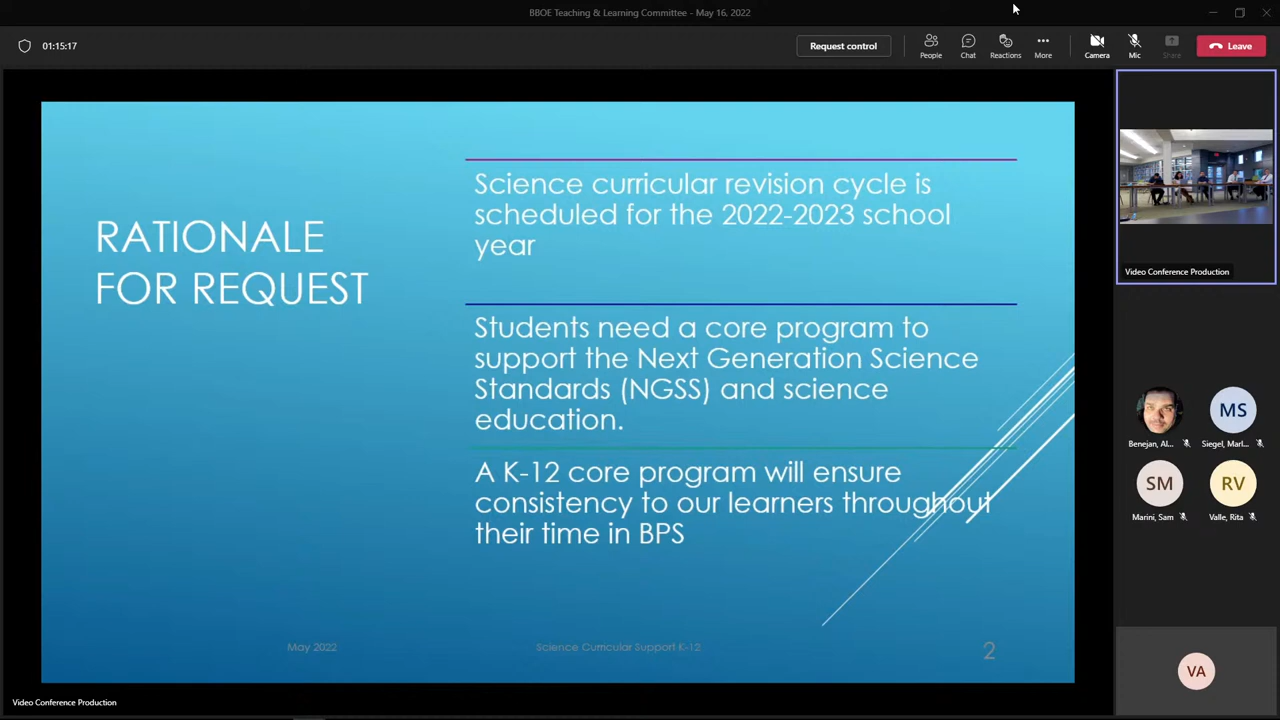 BBOE Teaching & Learning Committee - May 16, 2022
01:15:17
Request control
People
Chat
Reactions
More
Camera
Mic
Share
Leave
RATIONALE
FOR REQUEST
Science curricular revision cycle is
scheduled for the 2022-2023 school
year
Students need a core program to
support the Next Generation Science
Standards (NGSS) and science
education.
A K-12 core program will ensure
consistency to our learners throughout
their time in BPS
May 2022
Science Curricular Support K-12
2
Video Conference Production
Video Conference Production
Benejan, Al...
MS
Siegel, Marl...
SM
Marini, Sam
RV
Valle, Rita
VA